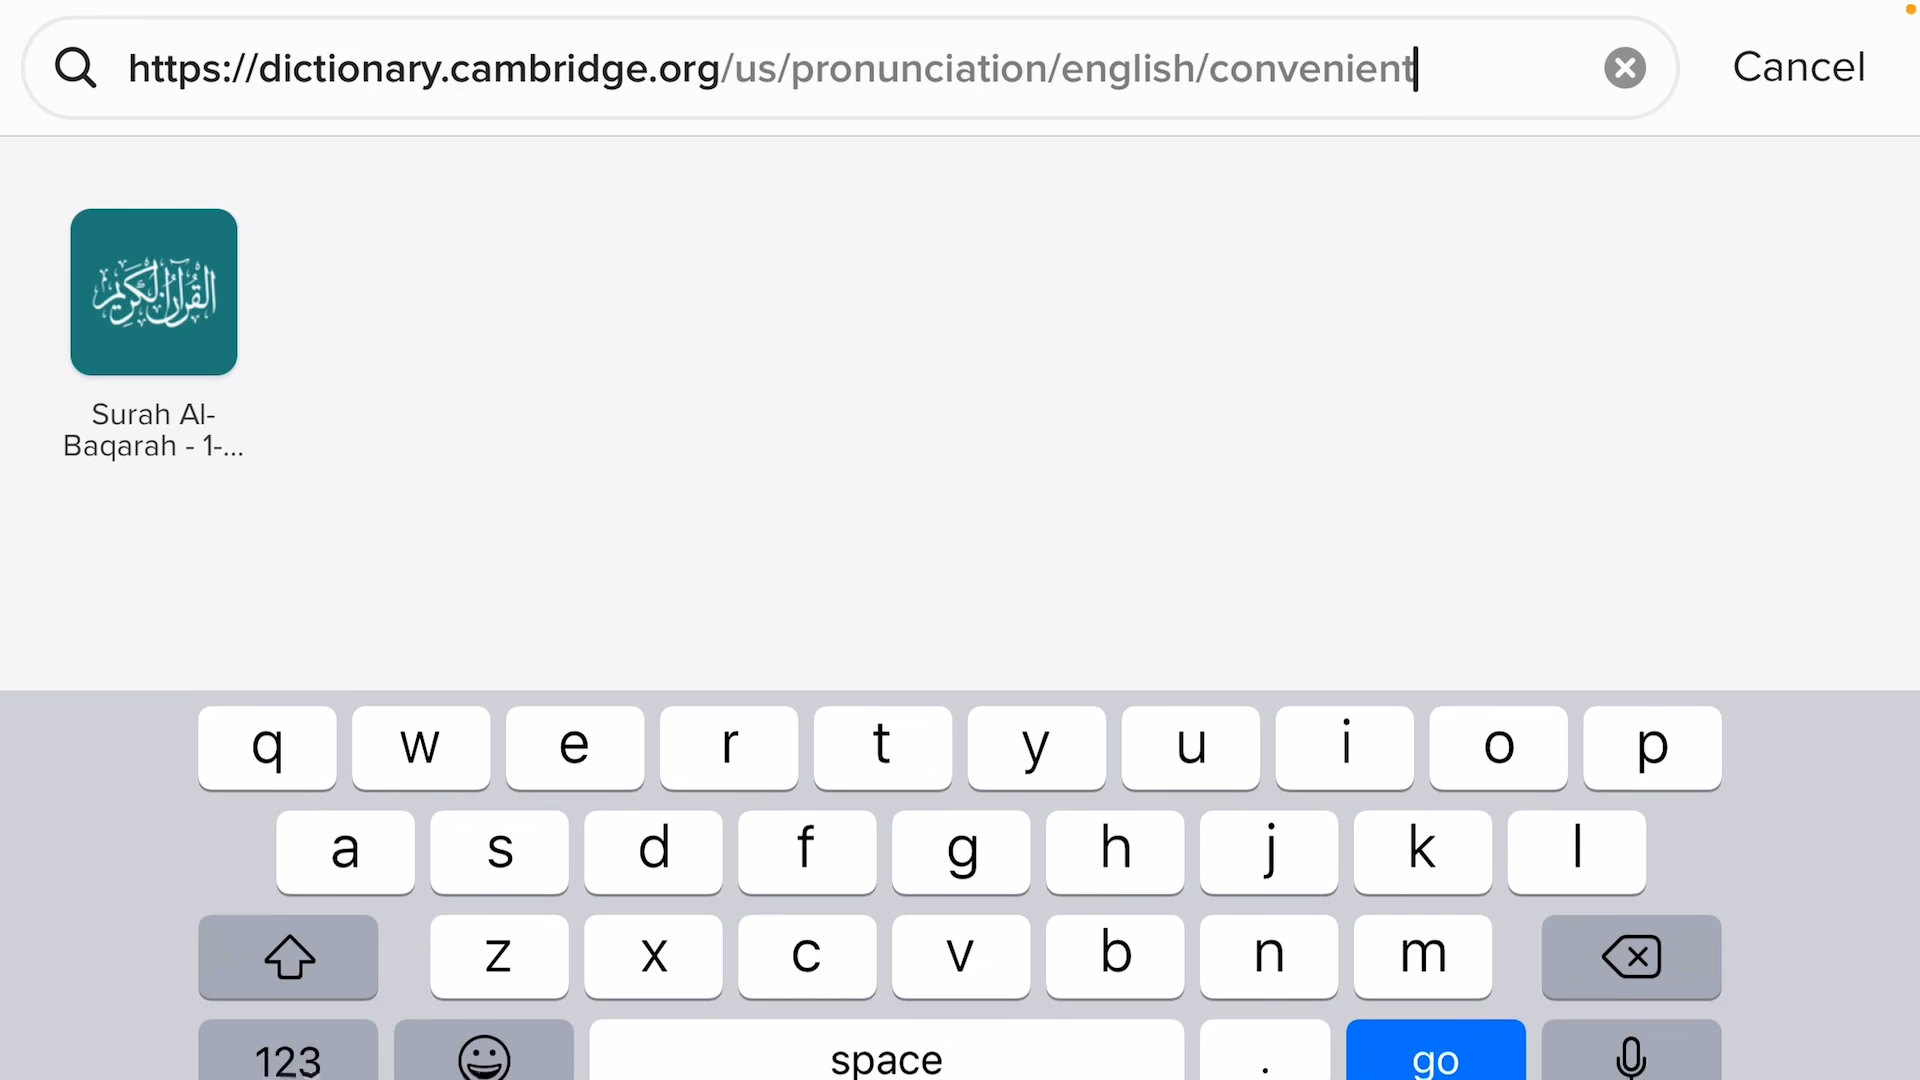 https://dictionary.cambridge.org/us/pronunciation/english/convenient
Cancel
القرآن الكريم
Surah Al-
Baqarah - 1-...
q w e r t y u i o p
a s d f g h j k l
z x c v b n m
123 space . go